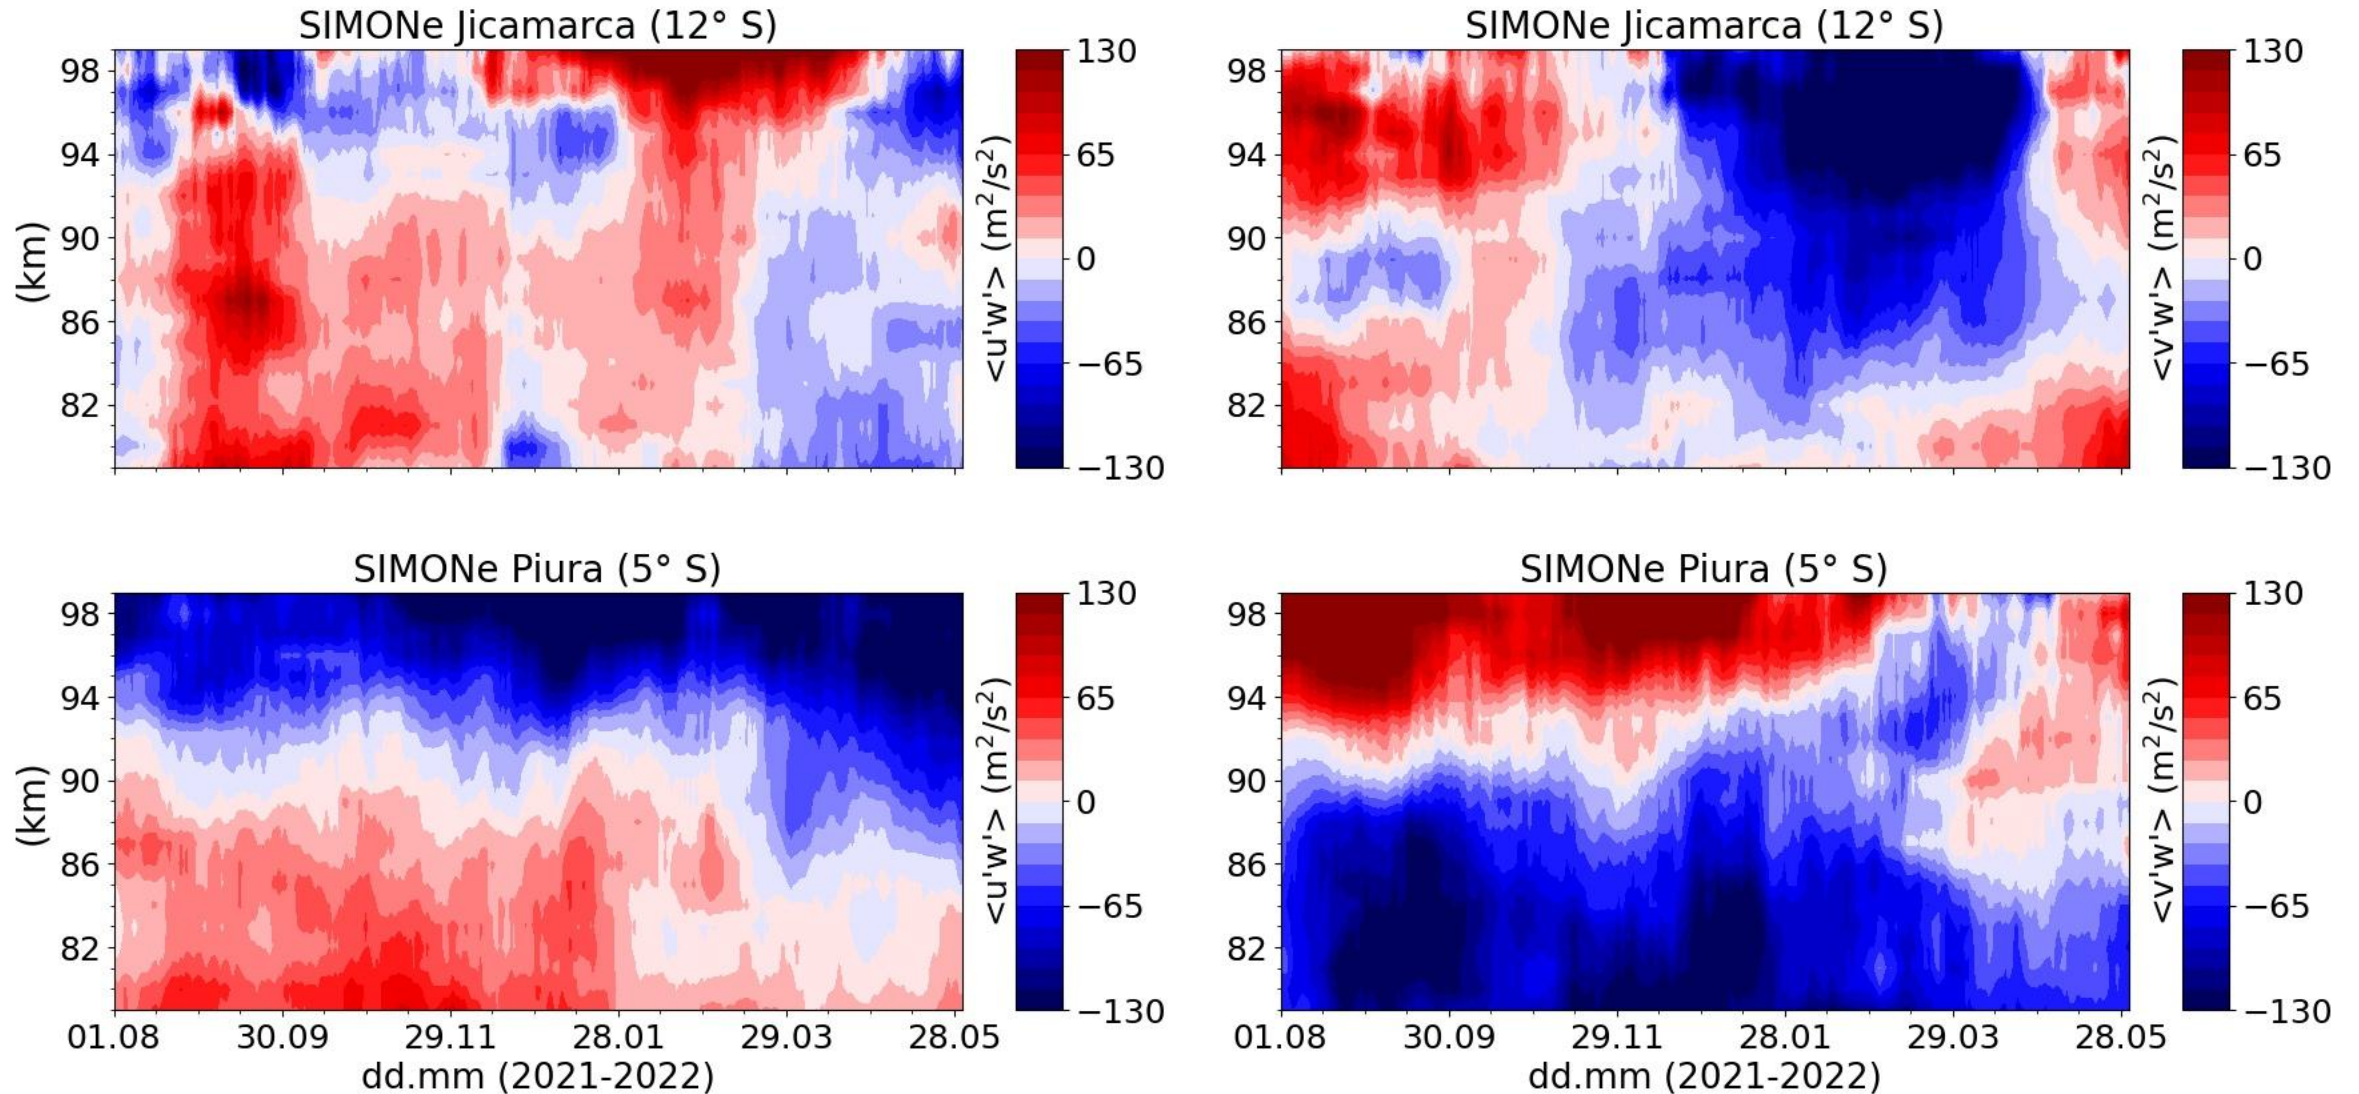 SIMONe Jicamarca (12° S)
98
94
90
86
82
(km)
130
65
0
−65
−130
<u'w'> (m²/s²)
SIMONe Jicamarca (12° S)
98
94
90
86
82
130
65
0
−65
−130
<v'w'> (m²/s²)
SIMONe Piura (5° S)
98
94
90
86
82
(km)
01.08 30.09 29.11 28.01 29.03 28.05
dd.mm (2021-2022)
130
65
0
−65
−130
<u'w'> (m²/s²)
SIMONe Piura (5° S)
98
94
90
86
82
01.08 30.09 29.11 28.01 29.03 28.05
dd.mm (2021-2022)
130
65
0
−65
−130
<v'w'> (m²/s²)